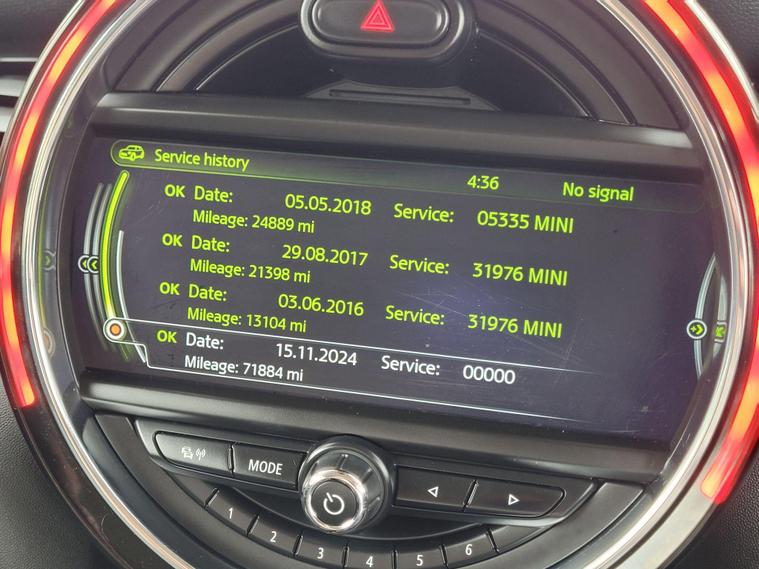 Service history
4:36 No signal
OK Date: 05.05.2018 Service: 05335 MINI
Mileage: 24889 mi
OK Date: 29.08.2017 Service: 31976 MINI
Mileage: 21398 mi
OK Date: 03.06.2016 Service: 31976 MINI
Mileage: 13104 mi
OK Date: 15.11.2024 Service: 00000
Mileage: 71884 mi
MODE
1 2 3 4 5 6